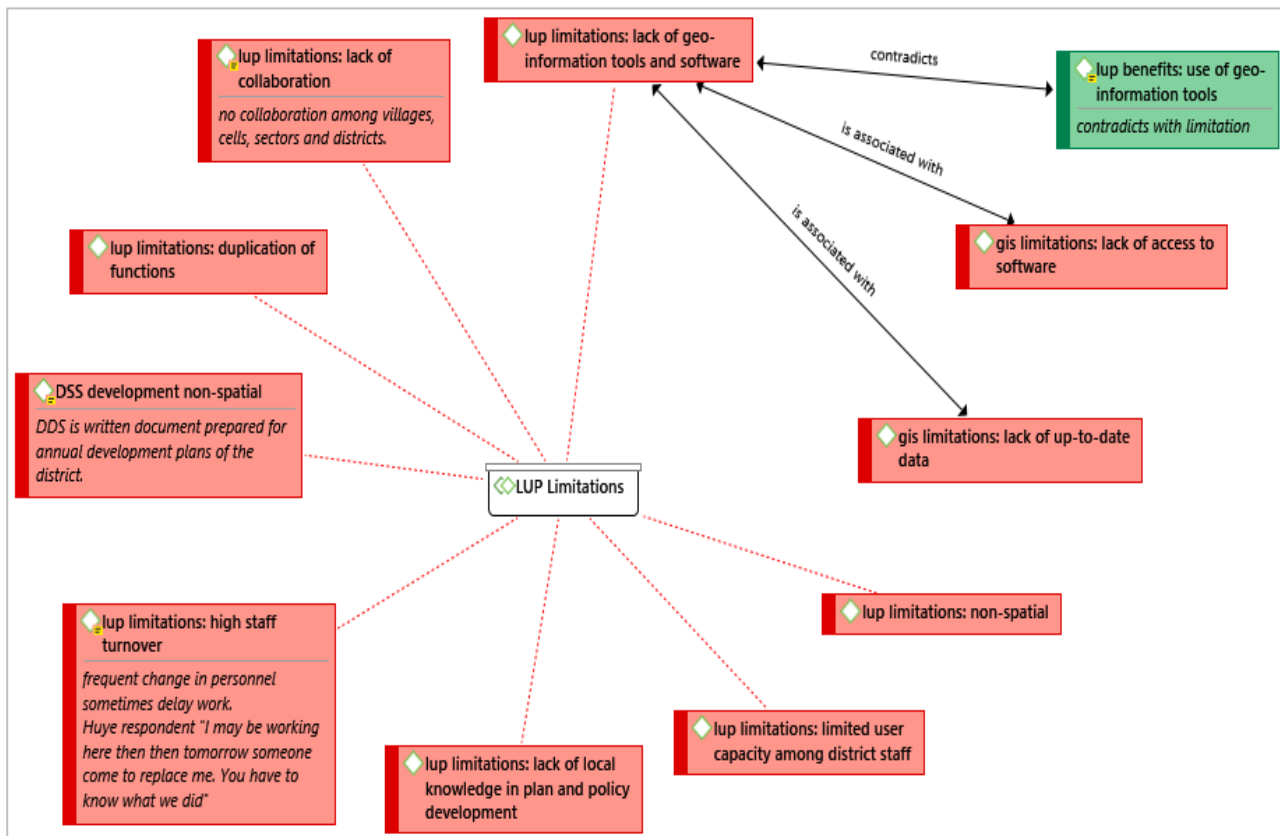 lup limitations: lack of
collaboration
no collaboration among villages,
cells, sectors and districts.
lup limitations: lack of geo-
information tools and software
contradicts
lup benefits: use of geo-
information tools
contradicts with limitation
is associated with
is associated with
gis limitations: lack of access to
software
lup limitations: duplication of
functions
DSS development non-spatial
DDS is written document prepared for
annual development plans of the
district.
gis limitations: lack of up-to-date
data
LUP Limitations
lup limitations: high staff
turnover
frequent change in personnel
sometimes delay work.
Huye respondent "I may be working
here then then tomorrow someone
come to replace me. You have to
know what we did"
lup limitations: non-spatial
lup limitations: limited user
capacity among district staff
lup limitations: lack of local
knowledge in plan and policy
development